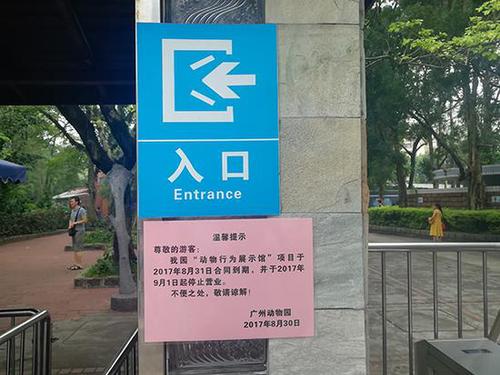 入口
Entrance
温馨提示
尊敬的游客：
我园“动物行为展示馆”项目于
2017年8月31日合同到期，并于2017年
9月1日起停止营业。
不便之处，敬请谅解！
广州动物园
2017年8月30日